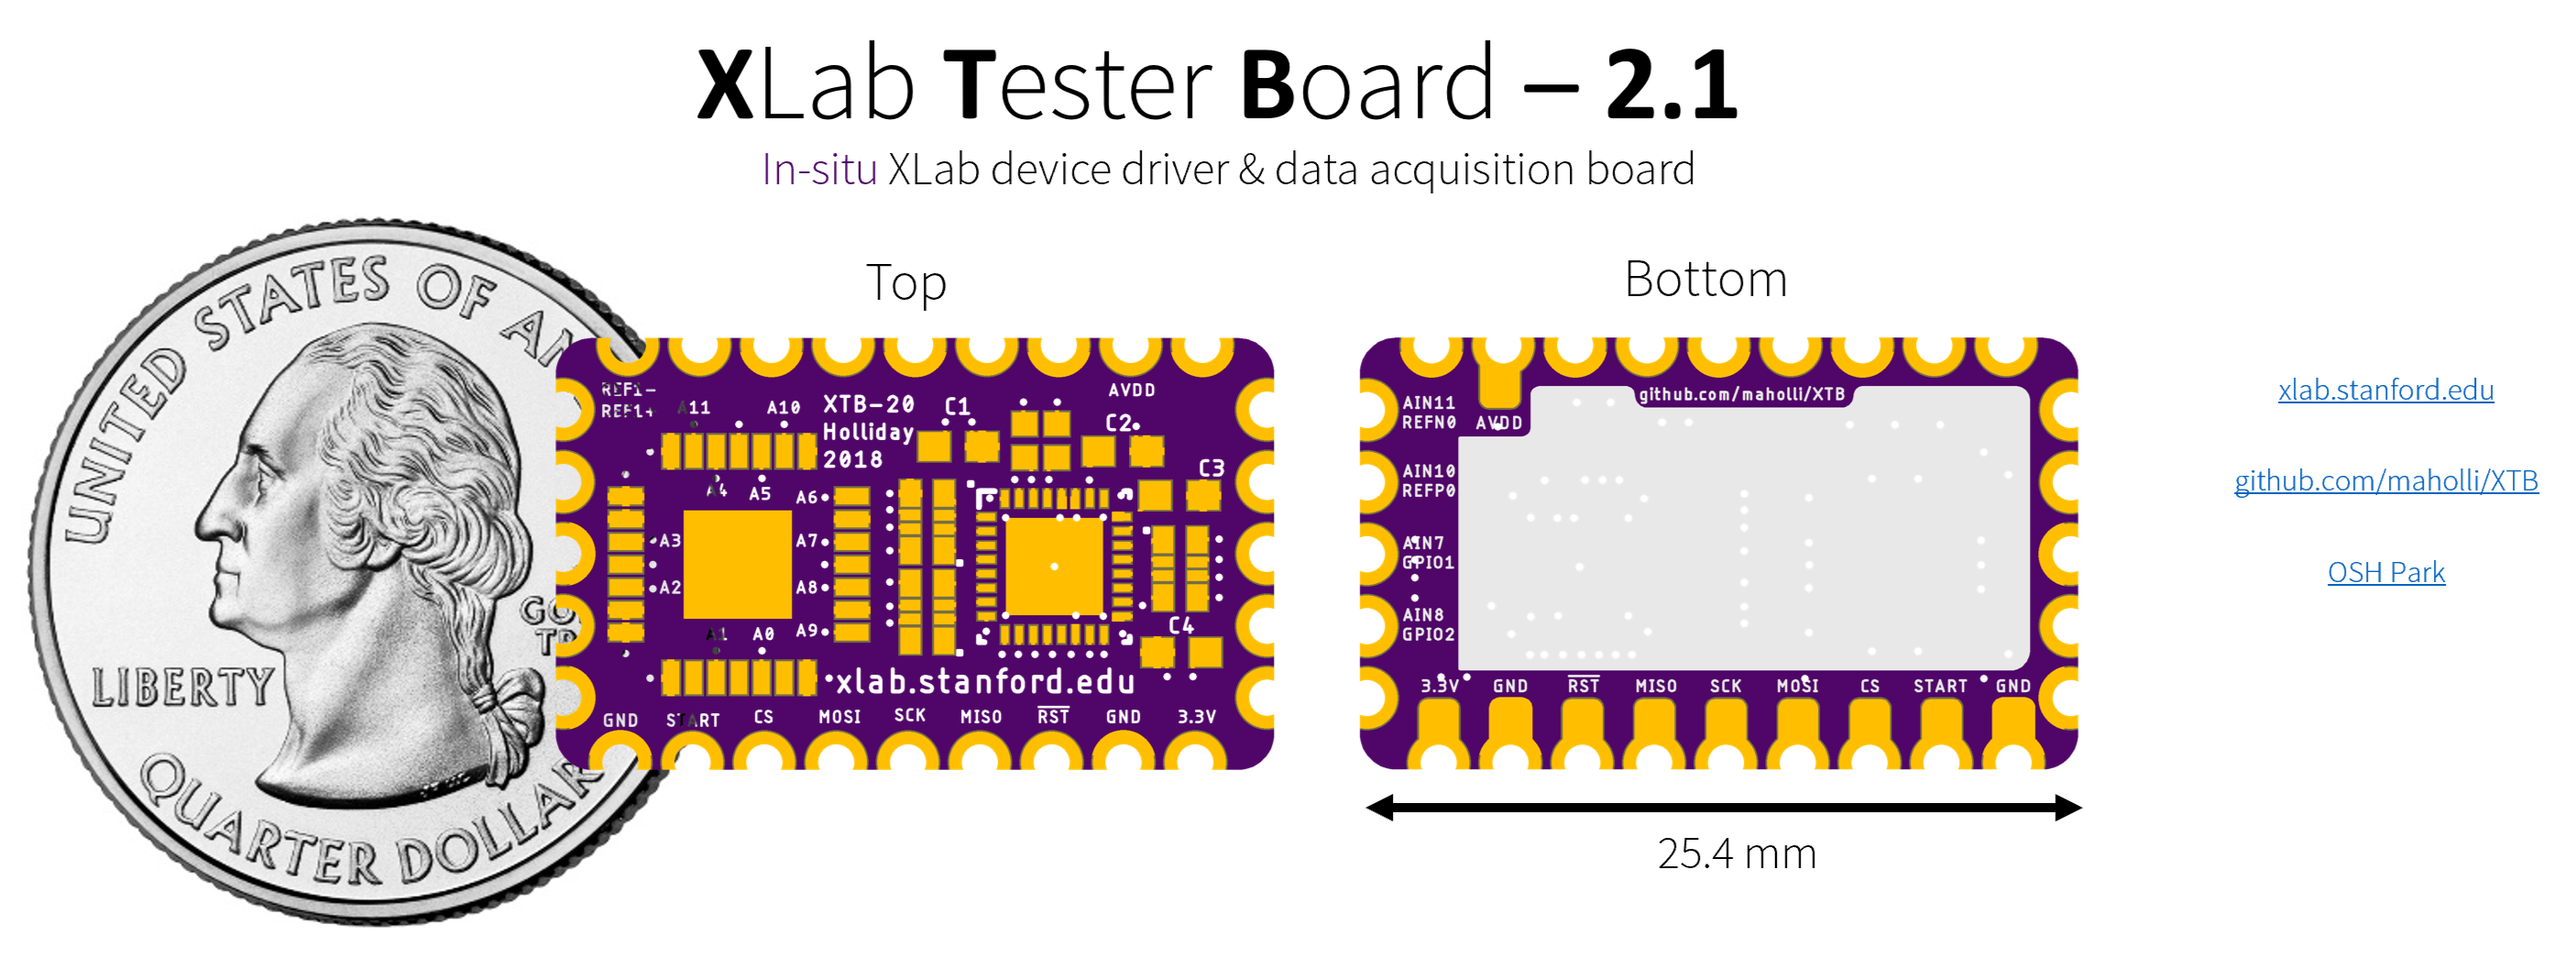 XLab Tester Board – 2.1
In-situ XLab device driver & data acquisition board
Top
Bottom
UNITED STATES OF AM
LIBERTY
QUARTER DOLLAR
REF1-
REF1+
A11
A10
XTB-20
Holliday
2018
C1
C2
AVDD
C3
A4
A5
A6
A3
A7
A2
A8
A1
A0
A9
C4
xlab.stanford.edu
GND START CS MOSI SCK MISO RST GND 3.3V
github.com/maholli/XTB
AIN11
REFN0
AVDD
AIN10
REFP0
AIN7
GPIO1
AIN8
GPIO2
3.3V GND RST MISO SCK MOSI CS START GND
25.4 mm
xlab.stanford.edu
github.com/maholli/XTB
OSH Park